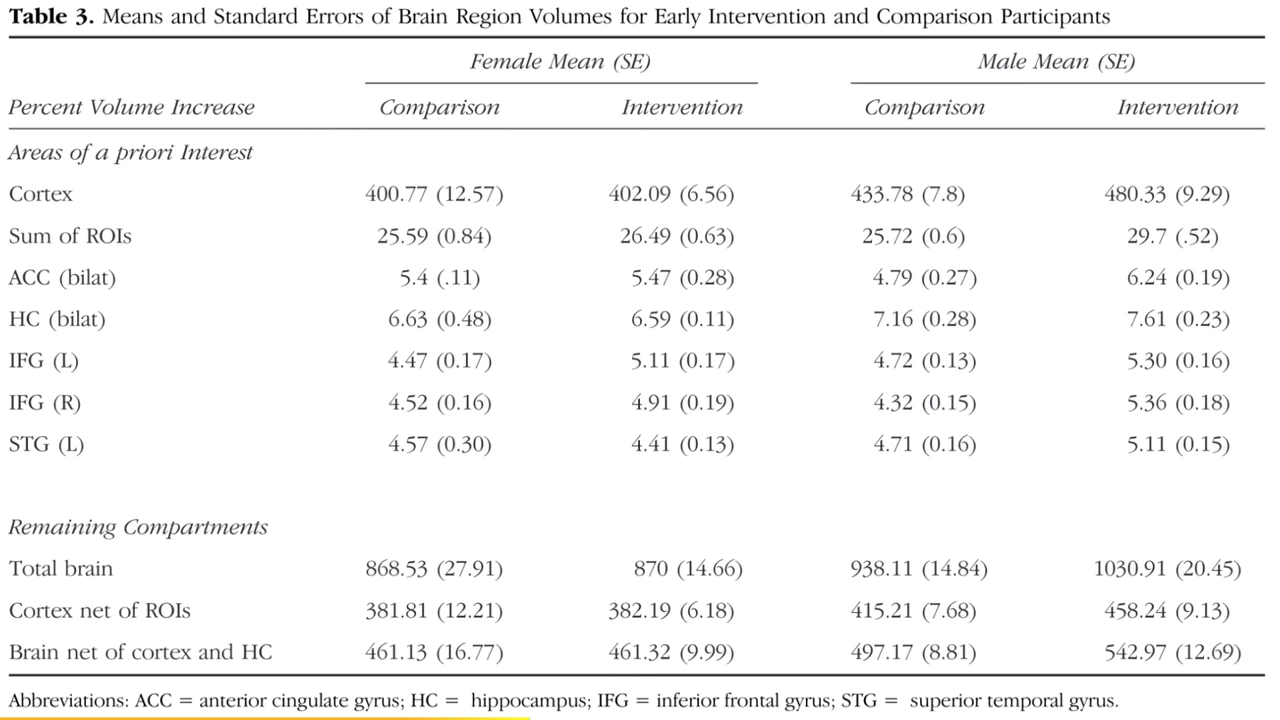 Table 3. Means and Standard Errors of Brain Region Volumes for Early Intervention and Comparison Participants
Female Mean (SE) Male Mean (SE)
Percent Volume Increase Comparison Intervention Comparison Intervention
Areas of a priori Interest
Cortex 400.77 (12.57) 402.09 (6.56) 433.78 (7.8) 480.33 (9.29)
Sum of ROIs 25.59 (0.84) 26.49 (0.63) 25.72 (0.6) 29.7 (.52)
ACC (bilat) 5.4 (.11) 5.47 (0.28) 4.79 (0.27) 6.24 (0.19)
HC (bilat) 6.63 (0.48) 6.59 (0.11) 7.16 (0.28) 7.61 (0.23)
IFG (L) 4.47 (0.17) 5.11 (0.17) 4.72 (0.13) 5.30 (0.16)
IFG (R) 4.52 (0.16) 4.91 (0.19) 4.32 (0.15) 5.36 (0.18)
STG (L) 4.57 (0.30) 4.41 (0.13) 4.71 (0.16) 5.11 (0.15)
Remaining Compartments
Total brain 868.53 (27.91) 870 (14.66) 938.11 (14.84) 1030.91 (20.45)
Cortex net of ROIs 381.81 (12.21) 382.19 (6.18) 415.21 (7.68) 458.24 (9.13)
Brain net of cortex and HC 461.13 (16.77) 461.32 (9.99) 497.17 (8.81) 542.97 (12.69)
Abbreviations: ACC = anterior cingulate gyrus; HC = hippocampus; IFG = inferior frontal gyrus; STG = superior temporal gyrus.